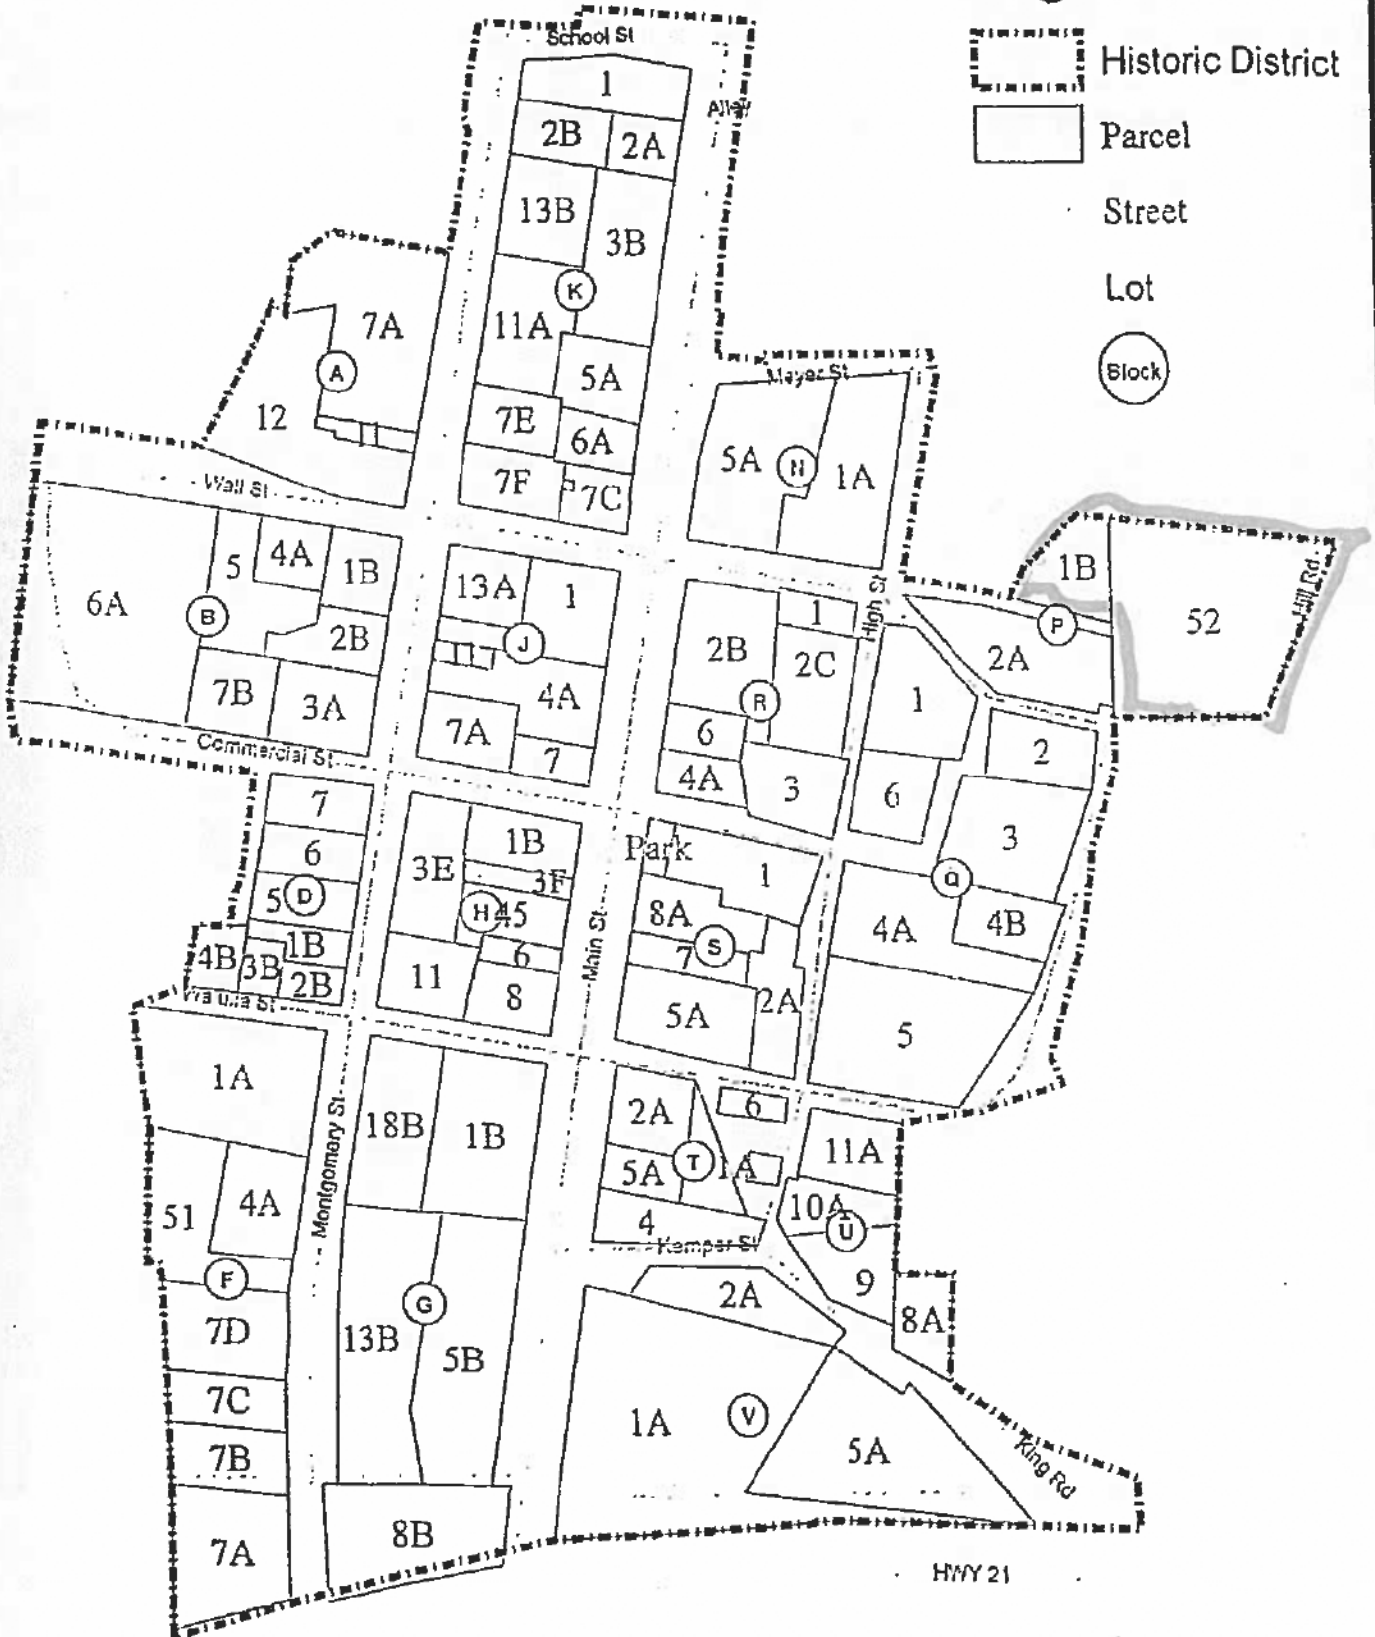 Historic District
Parcel
Street
Lot
Block
School St
Alley
1
2B
2A
13B
3B
K
11A
5A
7E
6A
7F
7C
7A
A
12
Mayer St
5A
N
1A
Wall St
6A
5
4A
1B
B
2B
7B
3A
13A
1
J
4A
7A
7
Commercial St
High St
1
2B
2C
R
6
4A
3
1B
P
52
Hill Rd
2A
1
2
6
3
Q
4A
4B
5
7
6
5
D
1B
4B
3B
2B
3E
1B
3F
H
45
6
11
8
Main St
Park
1
8A
7
S
2A
5A
1A
51
4A
F
7D
7C
7B
7A
Montgomery St
18B
1B
13B
G
5B
8B
2A
6
5A
T
1A
4
Kemper St
11A
10A
U
9
8A
2A
1A
V
5A
King Rd
HWY 21